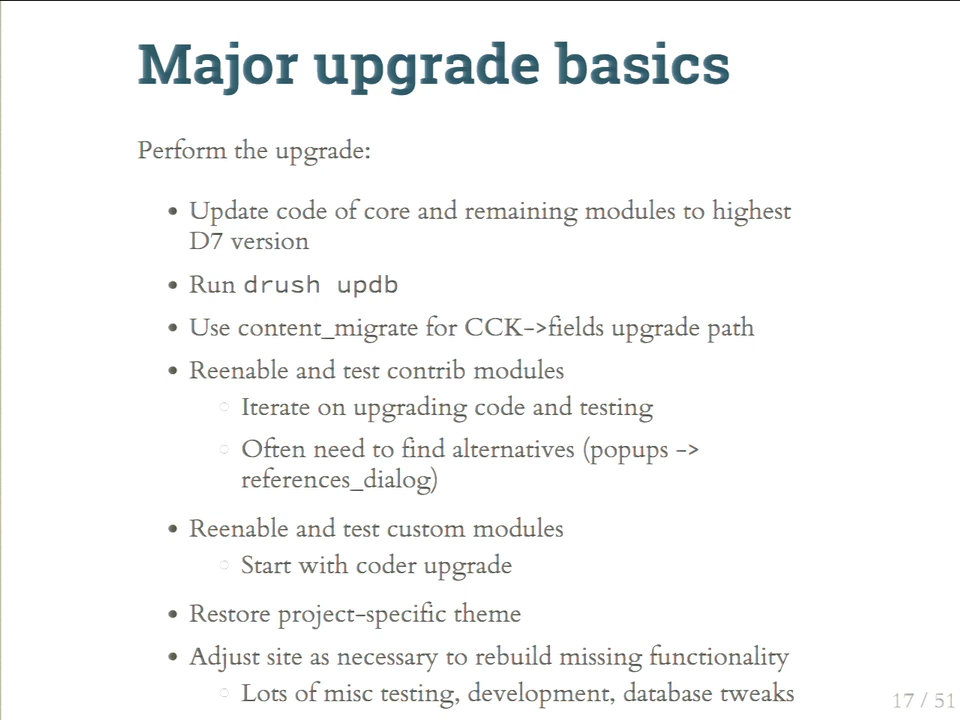 Major upgrade basics
Perform the upgrade:
• Update code of core and remaining modules to highest
D7 version
• Run drush updb
• Use content_migrate for CCK->fields upgrade path
• Reenable and test contrib modules
○ Iterate on upgrading code and testing
○ Often need to find alternatives (popups ->
references_dialog)
• Reenable and test custom modules
○ Start with coder upgrade
• Restore project-specific theme
• Adjust site as necessary to rebuild missing functionality
○ Lots of misc testing, development, database tweaks
17 / 51